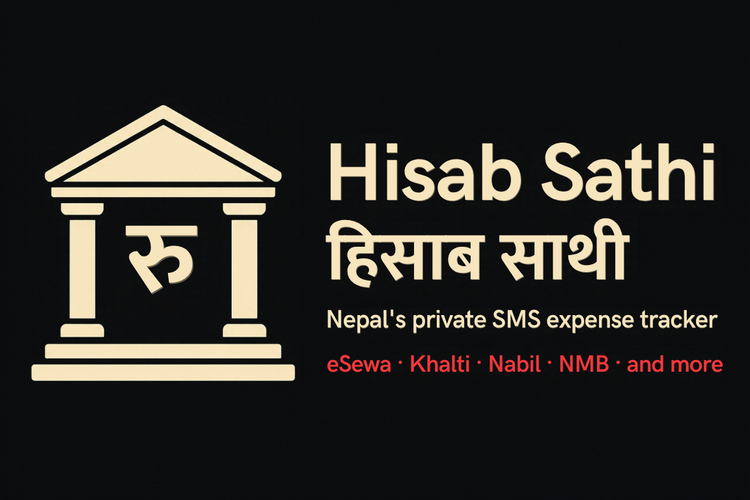 रु
Hisab Sathi
हिसाब साथी
Nepal's private SMS expense tracker
eSewa · Khalti · Nabil · NMB · and more